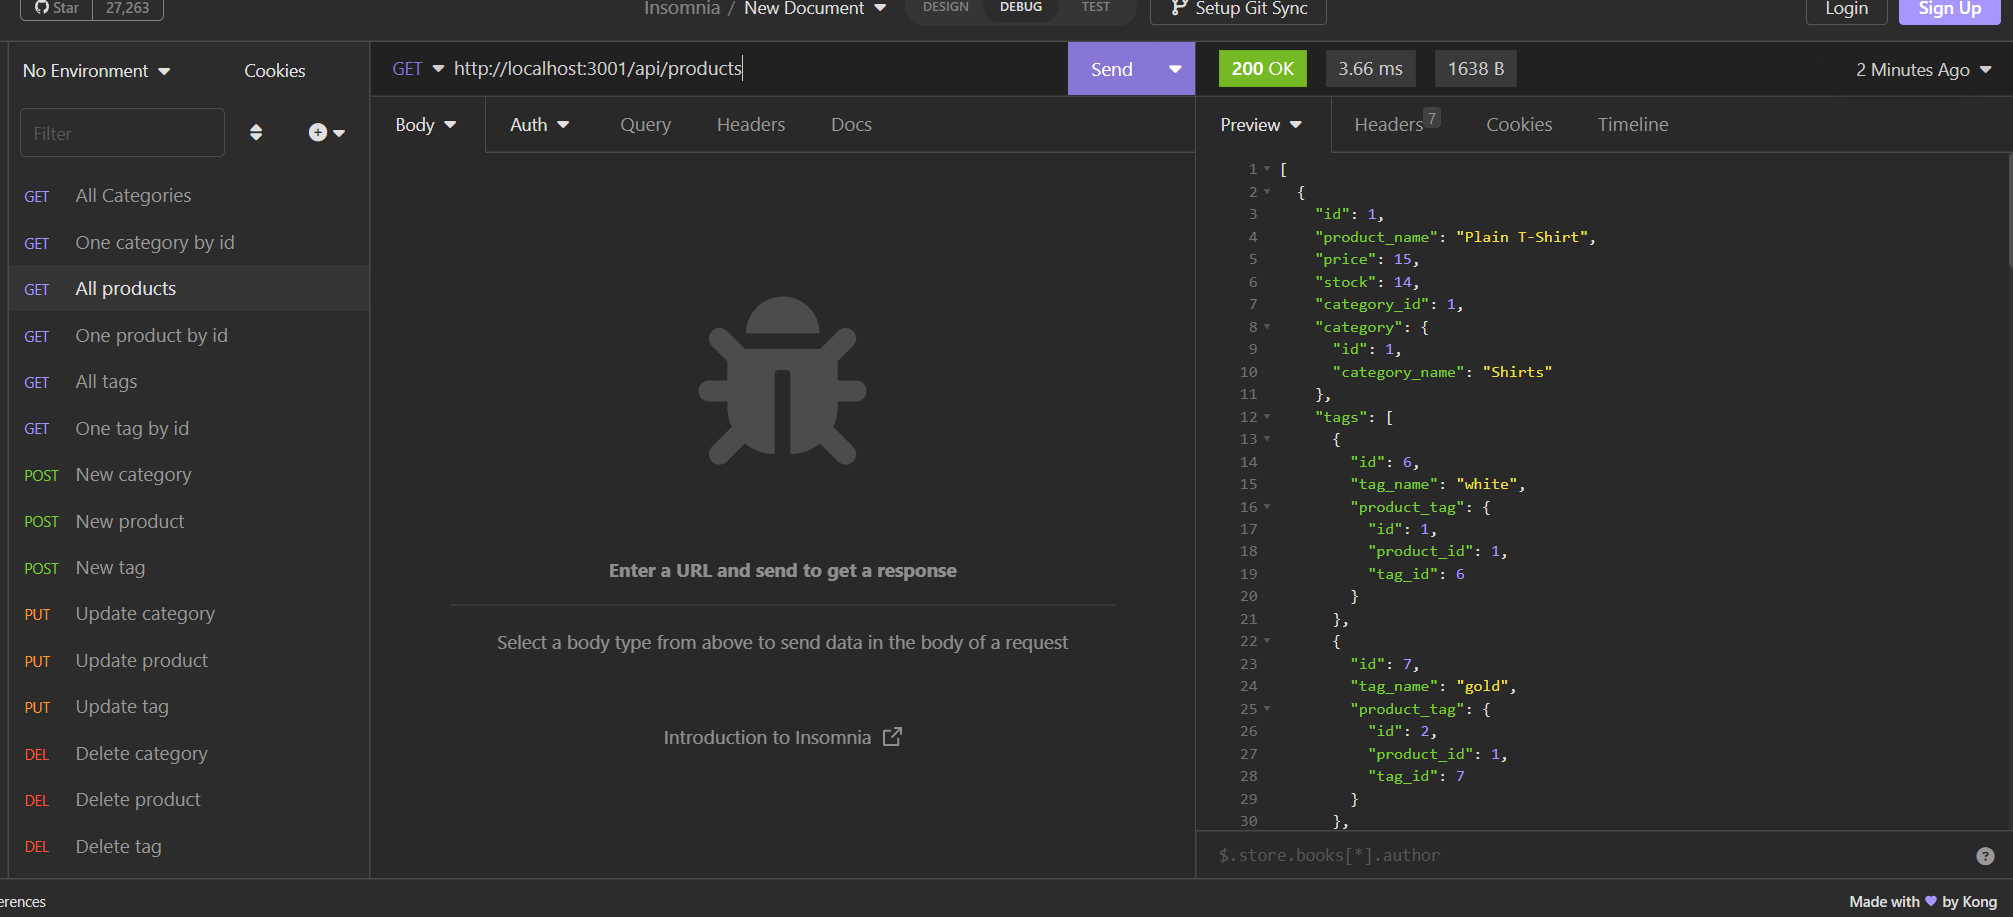 Star 27,263
Insomnia / New Document
DESIGN DEBUG TEST
Setup Git Sync
Login Sign Up
No Environment Cookies
Filter
GET All Categories
GET One category by id
GET All products
GET One product by id
GET All tags
GET One tag by id
POST New category
POST New product
POST New tag
PUT Update category
PUT Update product
PUT Update tag
DEL Delete category
DEL Delete product
DEL Delete tag
GET http://localhost:3001/api/products
Send
Body Auth Query Headers Docs
Enter a URL and send to get a response
Select a body type from above to send data in the body of a request
Introduction to Insomnia
200 OK 3.66 ms 1638 B 2 Minutes Ago
Preview Headers 7 Cookies Timeline
1 [
2 {
3 "id": 1,
4 "product_name": "Plain T-Shirt",
5 "price": 15,
6 "stock": 14,
7 "category_id": 1,
8 "category": {
9 "id": 1,
10 "category_name": "Shirts"
11 },
12 "tags": [
13 {
14 "id": 6,
15 "tag_name": "white",
16 "product_tag": {
17 "id": 1,
18 "product_id": 1,
19 "tag_id": 6
20 }
21 },
22 {
23 "id": 7,
24 "tag_name": "gold",
25 "product_tag": {
26 "id": 2,
27 "product_id": 1,
28 "tag_id": 7
29 }
30 },
$.store.books[*].author ?
erences
Made with ♥ by Kong